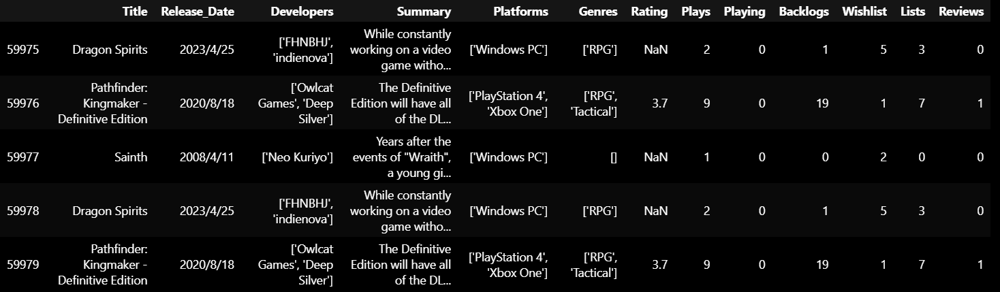 Title Release_Date Developers Summary Platforms Genres Rating Plays Playing Backlogs Wishlist Lists Reviews
59975 Dragon Spirits 2023/4/25 ['FHNBHJ', 'indienova'] While constantly working on a video game witho... ['Windows PC'] ['RPG'] NaN 2 0 1 5 3 0
59976 Pathfinder: Kingmaker - Definitive Edition 2020/8/18 ['Owlcat Games', 'Deep Silver'] The Definitive Edition will have all of the DL... ['PlayStation 4', 'Xbox One'] ['RPG', 'Tactical'] 3.7 9 0 19 1 7 1
59977 Sainth 2008/4/11 ['Neo Kuriyo'] Years after the events of "Wraith", a young gi... ['Windows PC'] [] NaN 1 0 0 2 0 0
59978 Dragon Spirits 2023/4/25 ['FHNBHJ', 'indienova'] While constantly working on a video game witho... ['Windows PC'] ['RPG'] NaN 2 0 1 5 3 0
59979 Pathfinder: Kingmaker - Definitive Edition 2020/8/18 ['Owlcat Games', 'Deep Silver'] The Definitive Edition will have all of the DL... ['PlayStation 4', 'Xbox One'] ['RPG', 'Tactical'] 3.7 9 0 19 1 7 1